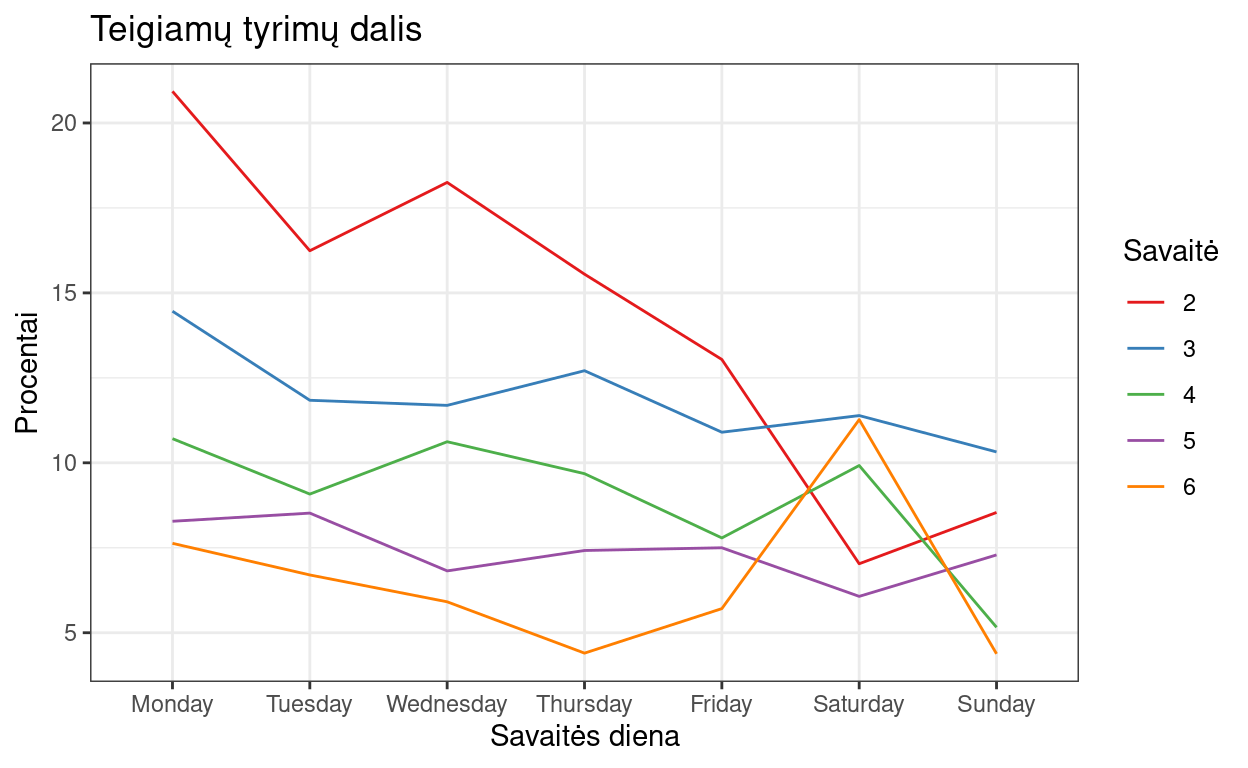 Teigiamų tyrimų dalis
Procentai
20
15
10
5
Monday Tuesday Wednesday Thursday Friday Saturday Sunday
Savaitės diena
Savaitė
2
3
4
5
6